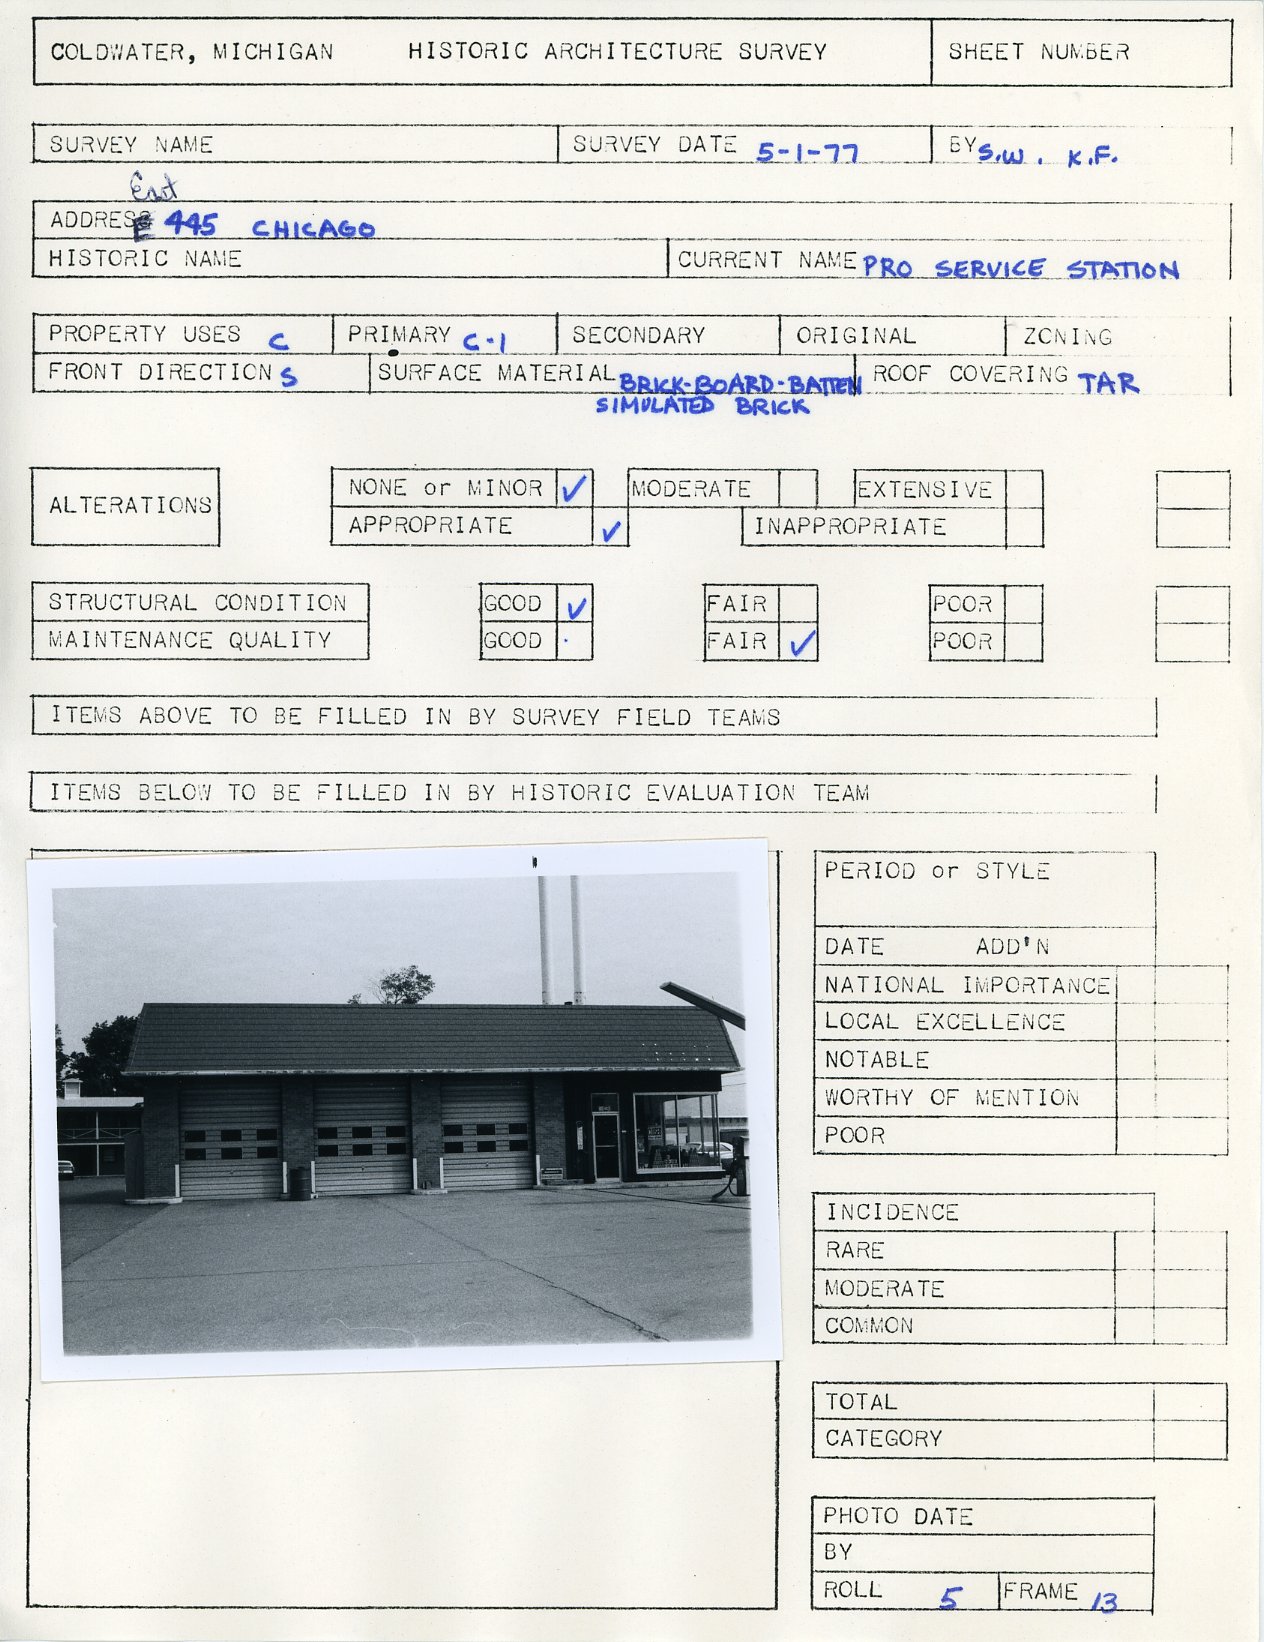 COLDWATER, MICHIGAN HISTORIC ARCHITECTURE SURVEY SHEET NUMBER
SURVEY NAME SURVEY DATE 5-1-77 BY S.W. K.F.
East
ADDRESS E 445 CHICAGO
HISTORIC NAME CURRENT NAME PRO SERVICE STATION
PROPERTY USES C PRIMARY C-1 SECONDARY ORIGINAL ZONING
FRONT DIRECTION S SURFACE MATERIAL BRICK-BOARD-BATTEN ROOF COVERING TAR
SIMULATED BRICK
ALTERATIONS
NONE or MINOR ✓ MODERATE EXTENSIVE
APPROPRIATE ✓ INAPPROPRIATE
STRUCTURAL CONDITION GOOD ✓ FAIR POOR
MAINTENANCE QUALITY GOOD FAIR ✓ POOR
ITEMS ABOVE TO BE FILLED IN BY SURVEY FIELD TEAMS
ITEMS BELOW TO BE FILLED IN BY HISTORIC EVALUATION TEAM
PERIOD or STYLE
DATE ADD'N
NATIONAL IMPORTANCE
LOCAL EXCELLENCE
NOTABLE
WORTHY OF MENTION
POOR
INCIDENCE
RARE
MODERATE
COMMON
TOTAL
CATEGORY
PHOTO DATE
BY
ROLL 5 FRAME 13